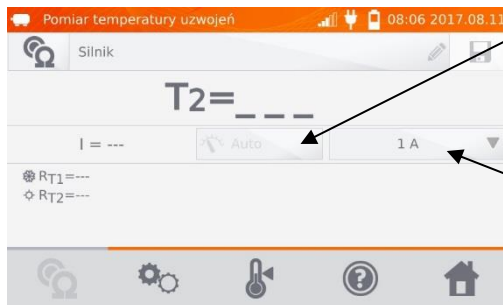 Pomiar temperatury uzwojeń 08:06 2017.08.11
Silnik
T2=_ _ _
I = --- Auto 1 A
RT1=---
RT2=---